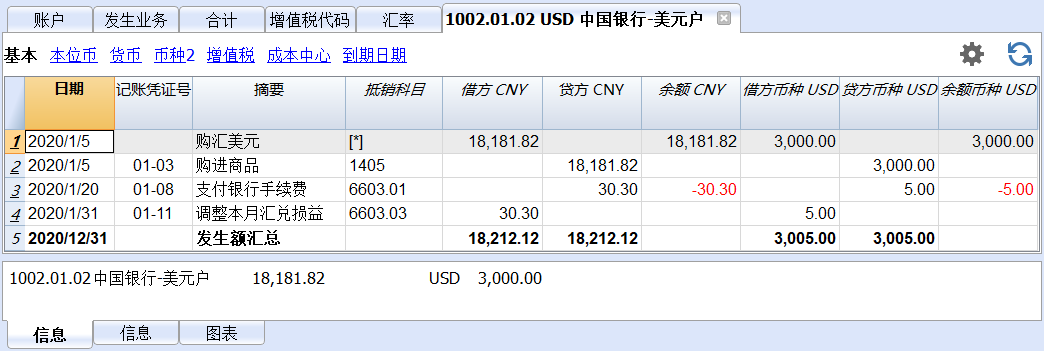 账户 发生业务 合计 增值税代码 汇率 1002.01.02 USD 中国银行-美元户
基本 本位币 货币 币种2 增值税 成本中心 到期日期
日期 记账凭证号 摘要 抵销科目 借方 CNY 贷方 CNY 余额 CNY 借方币种 USD 贷方币种 USD 余额币种 USD
1 2020/1/5 购汇美元 [*] 18,181.82 18,181.82 3,000.00 3,000.00
2 2020/1/5 01-03 购进商品 1405 18,181.82 3,000.00
3 2020/1/20 01-08 支付银行手续费 6603.01 30.30 -30.30 5.00 -5.00
4 2020/1/31 01-11 调整本月汇兑损益 6603.03 30.30 5.00
5 2020/12/31 发生额汇总 18,212.12 18,212.12 3,005.00 3,005.00
1002.01.02 中国银行-美元户 18,181.82 USD 3,000.00
信息 信息 图表